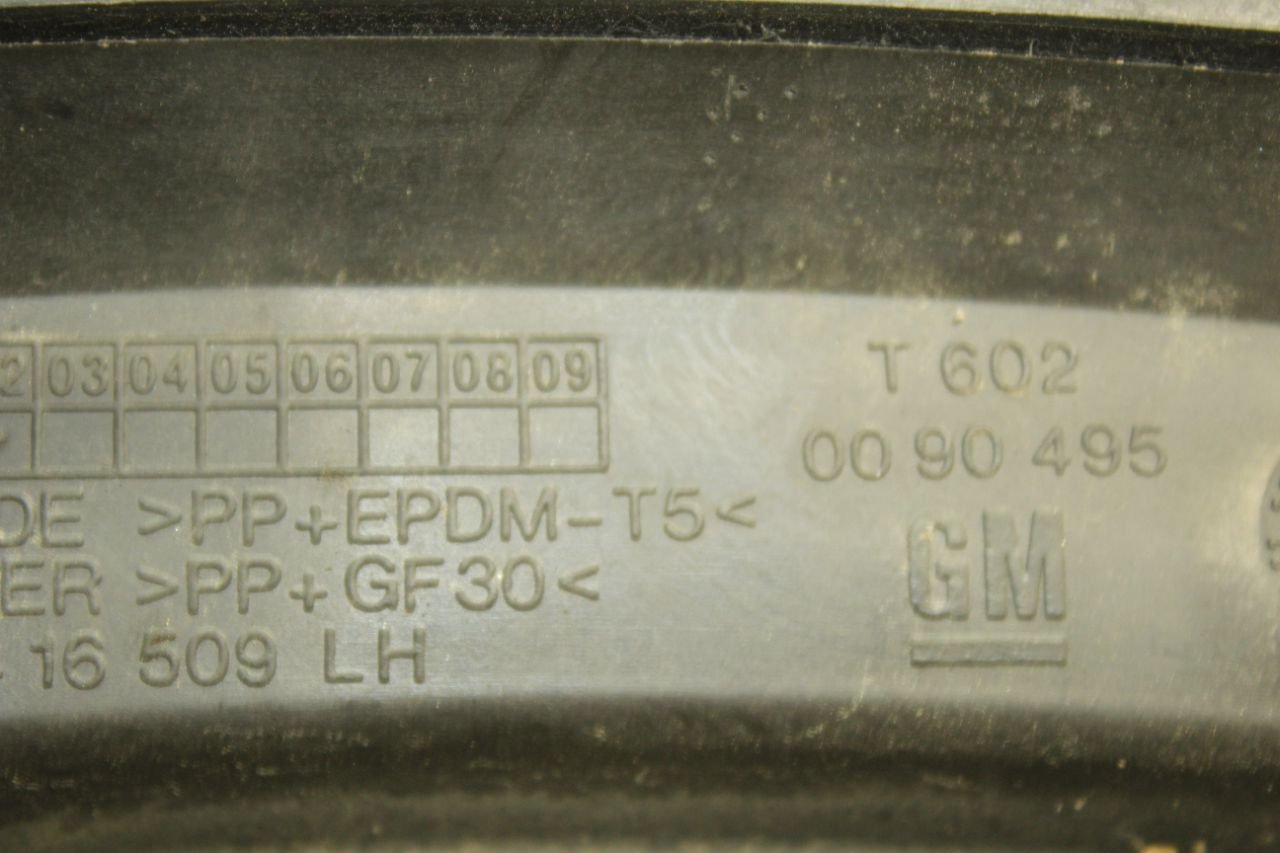 03 04 05 06 07 08 09
T 602
00 90 495
>PP+EPDM-T5<
>PP+GF30<
16 509 LH
GM